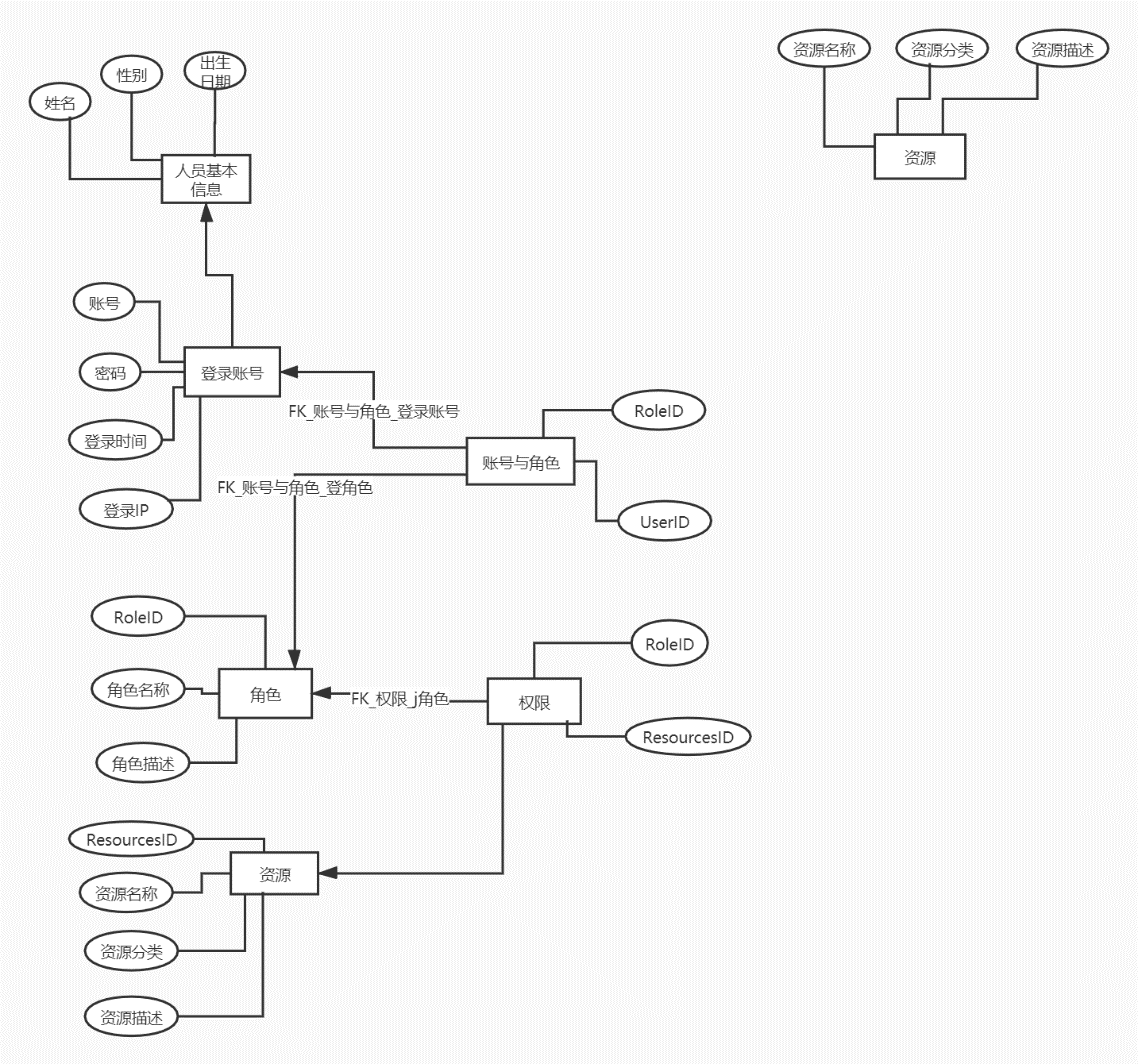 姓名
性别
出生
日期
人员基本
信息
资源名称
资源分类
资源描述
资源
账号
密码
登录时间
登录IP
登录账号
FK_账号与角色_登录账号
FK_账号与角色_登角色
账号与角色
RoleID
UserID
RoleID
角色名称
角色描述
角色
FK_权限_j角色
权限
RoleID
ResourcesID
ResourcesID
资源名称
资源分类
资源描述
资源